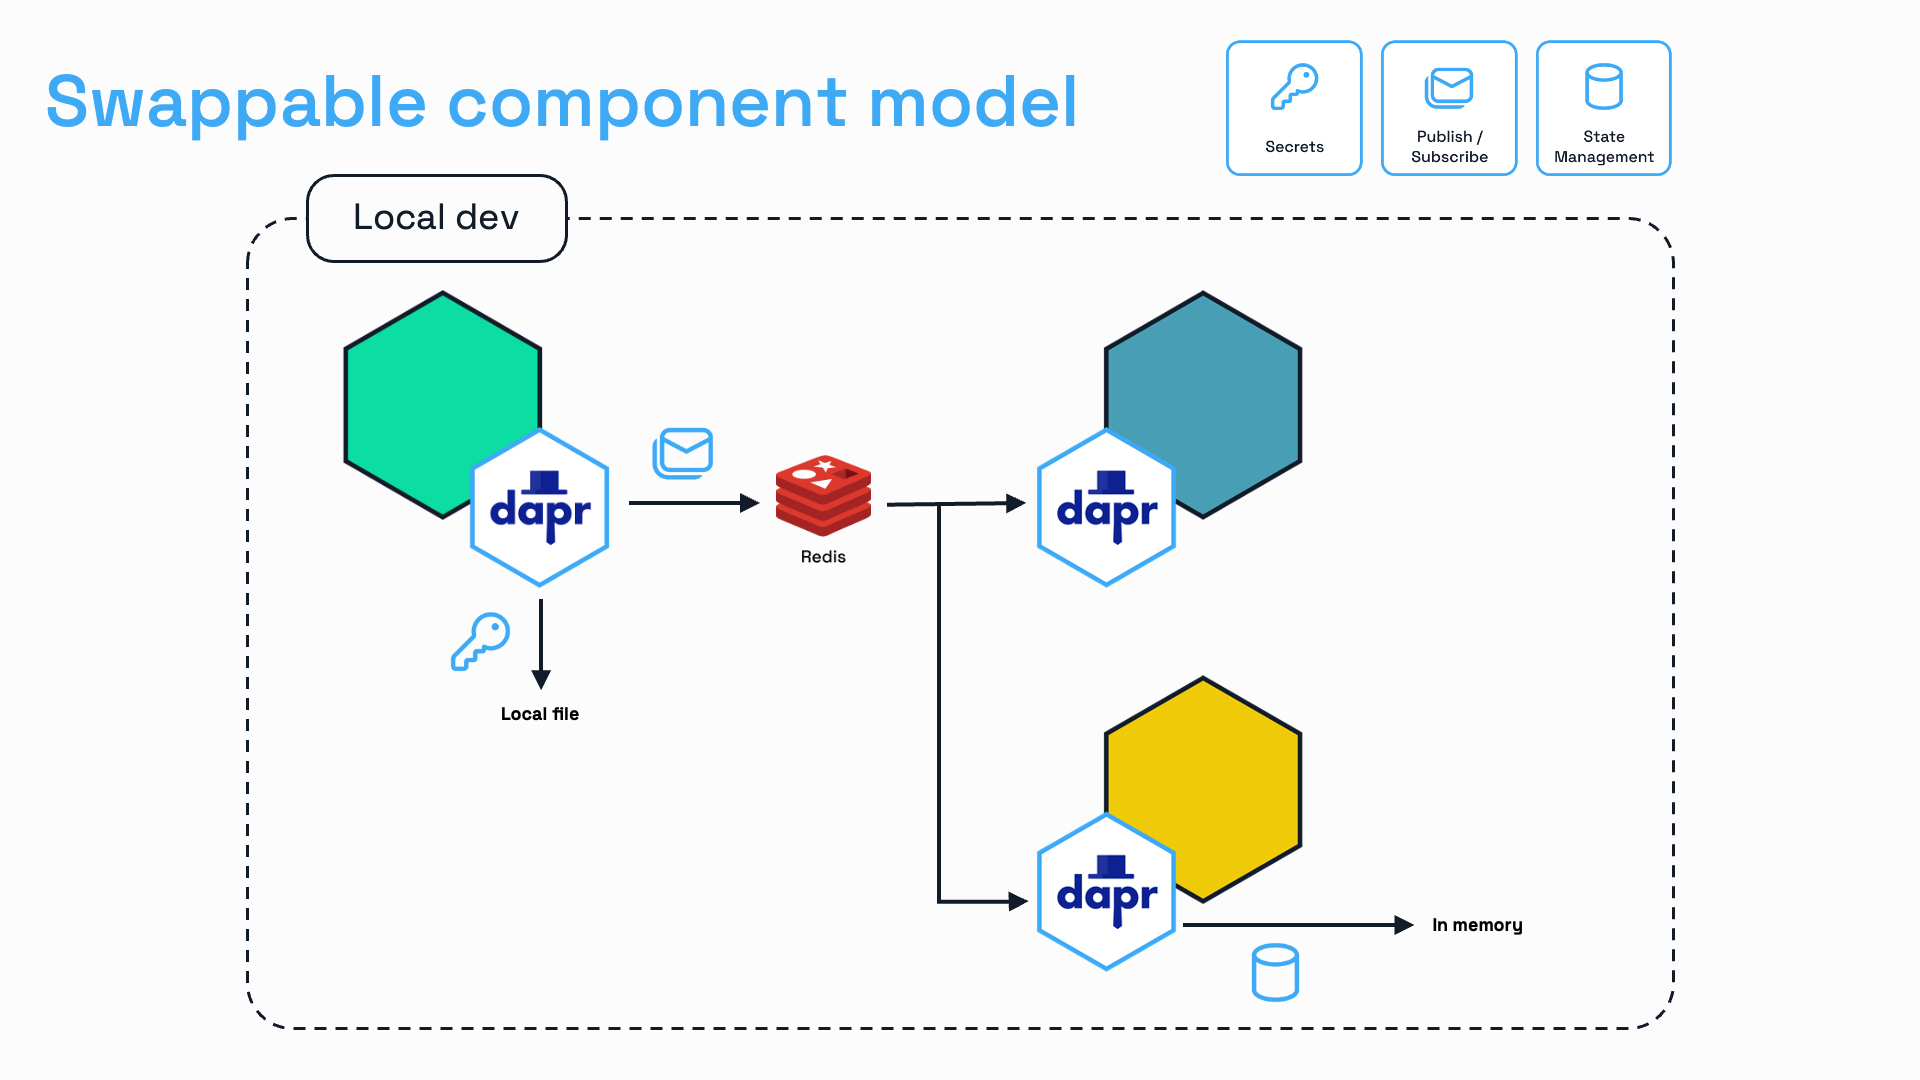 Swappable component model
Secrets
Publish /
Subscribe
State
Management
Local dev
dapr
Redis
dapr
Local file
dapr
In memory